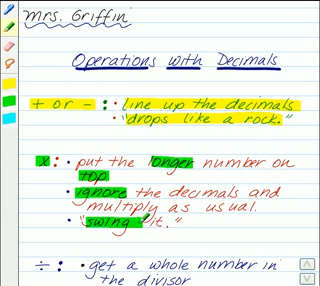 Mrs. Griffin
Operations with Decimals
+ or - : • line up the decimals
• "drops like a rock."
x : • put the longer number on
top
• ignore the decimals and
multiply as usual.
• "swing it."
÷ : • get a whole number in
the divisor